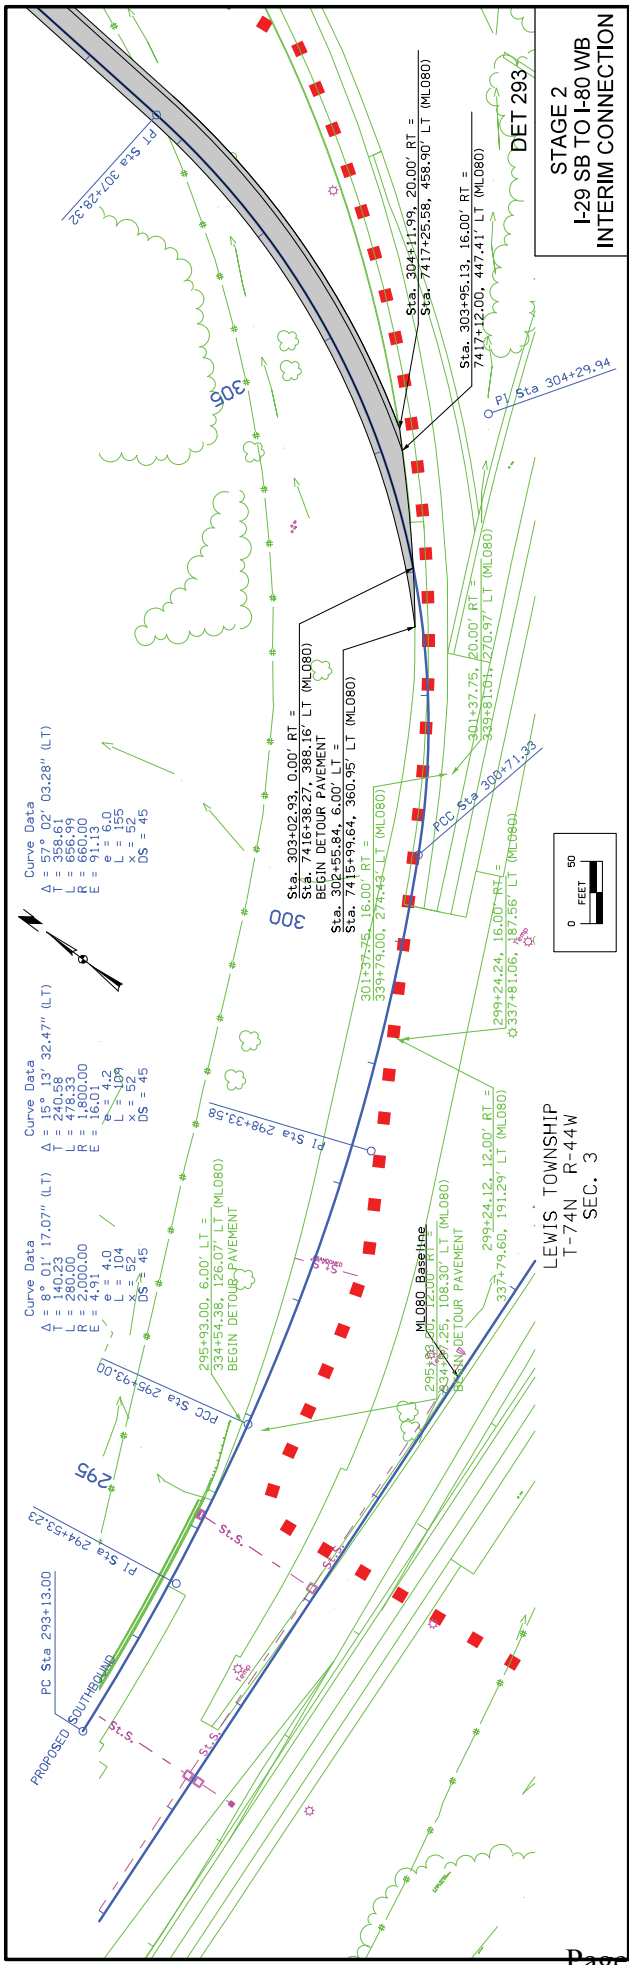 STAGE 2
I-29 SB TO I-80 WB
INTERIM CONNECTION
DET 293
Curve Data
Δ = 8° 01' 17.07" (LT)
T = 140.23
L = 280.00
R = 2,000.00
E = 4.91
e = 4.0
L = 104
x = 52
DS = 45
Curve Data
Δ = 15° 13' 32.47" (LT)
T = 240.58
L = 478.33
R = 1,800.00
E = 16.01
e = 4.2
L = 109
x = 52
DS = 45
Curve Data
Δ = 57° 02' 03.28" (LT)
T = 358.61
L = 656.99
R = 660.00
E = 91.13
e = 6.0
L = 155
x = 52
DS = 45
PC Sta 293+13.00
PROPOSED SOUTHBOUND
PI Sta 294+53.23
295
PCC Sta 295+93.00
295+93.00, 6.00' LT =
334+54.38, 126.07' LT (ML080)
BEGIN DETOUR PAVEMENT
PI Sta 298+33.58
300
Sta. 303+02.93, 0.00' RT =
Sta. 7416+38.27, 388.16' LT (ML080)
BEGIN DETOUR PAVEMENT
Sta. 302+55.84, 6.00' LT =
Sta. 7415+99.64, 360.95' LT (ML080)
301+37.75, 16.00' RT =
339+79.00, 274.43' LT (ML080)
305
PT Sta 307+28.32
Sta. 304+11.99, 20.00' RT =
Sta. 7417+25.58, 458.90' LT (ML080)
Sta. 303+95.13, 16.00' RT =
7417+12.00, 447.41' LT (ML080)
PI Sta 304+29.94
301+37.75, 20.00' RT =
339+81.01, 270.97' LT (ML080)
PCC Sta 300+71.33
299+24.24, 16.00' RT =
337+81.06, 187.56' LT (ML080)
299+24.12, 12.00' RT =
337+79.60, 191.29' LT (ML080)
ML080 Baseline
BEGIN DETOUR PAVEMENT
St.S.
St.S.
St.S.
St.S.
St.S.
Temp
Temp
0 50
FEET
LEWIS TOWNSHIP
T-74N R-44W
SEC. 3
N
Page